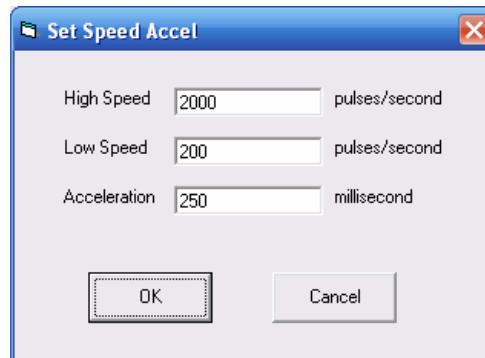 Set Speed Accel
High Speed 2000 pulses/second
Low Speed 200 pulses/second
Acceleration 250 millisecond
OK Cancel